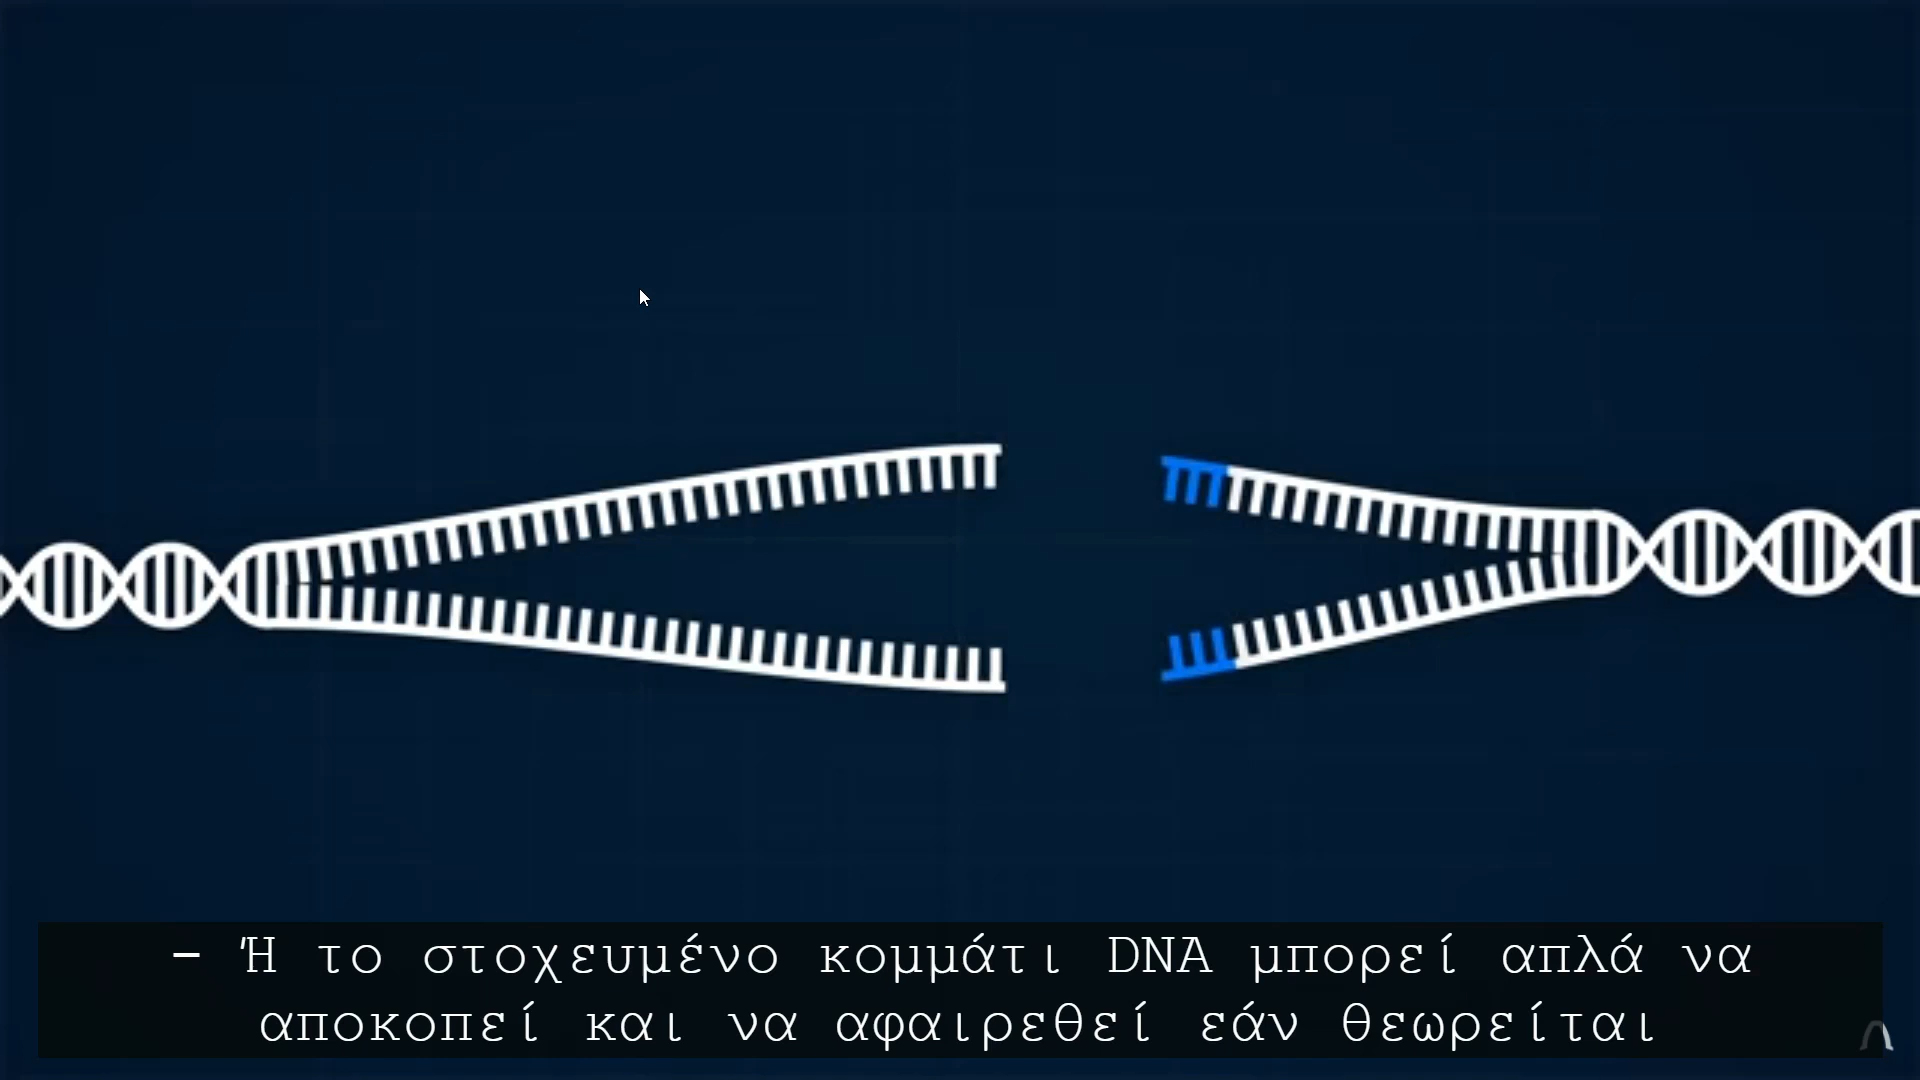 - Ή το στοχευμένο κομμάτι DNA μπορεί απλά να
αποκοπεί και να αφαιρεθεί εάν θεωρείται